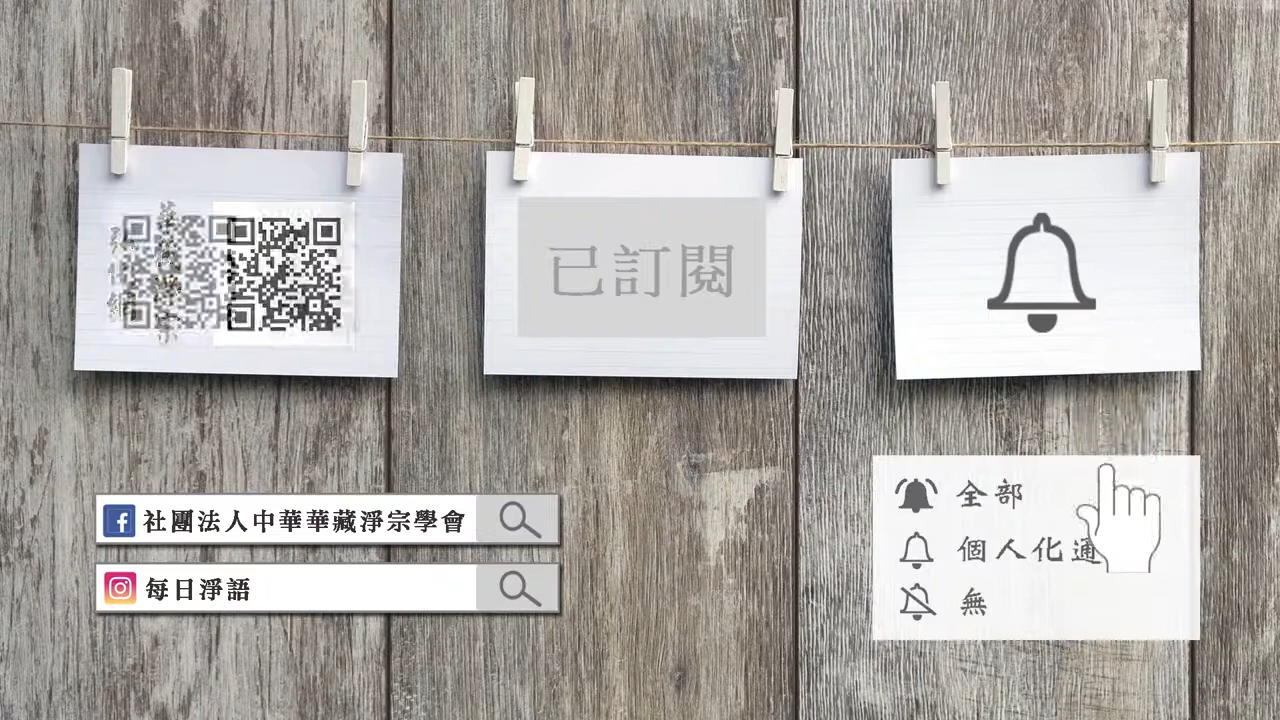 已訂閱
社團法人中華華藏淨宗學會
每日淨語
全部
個人化通
無